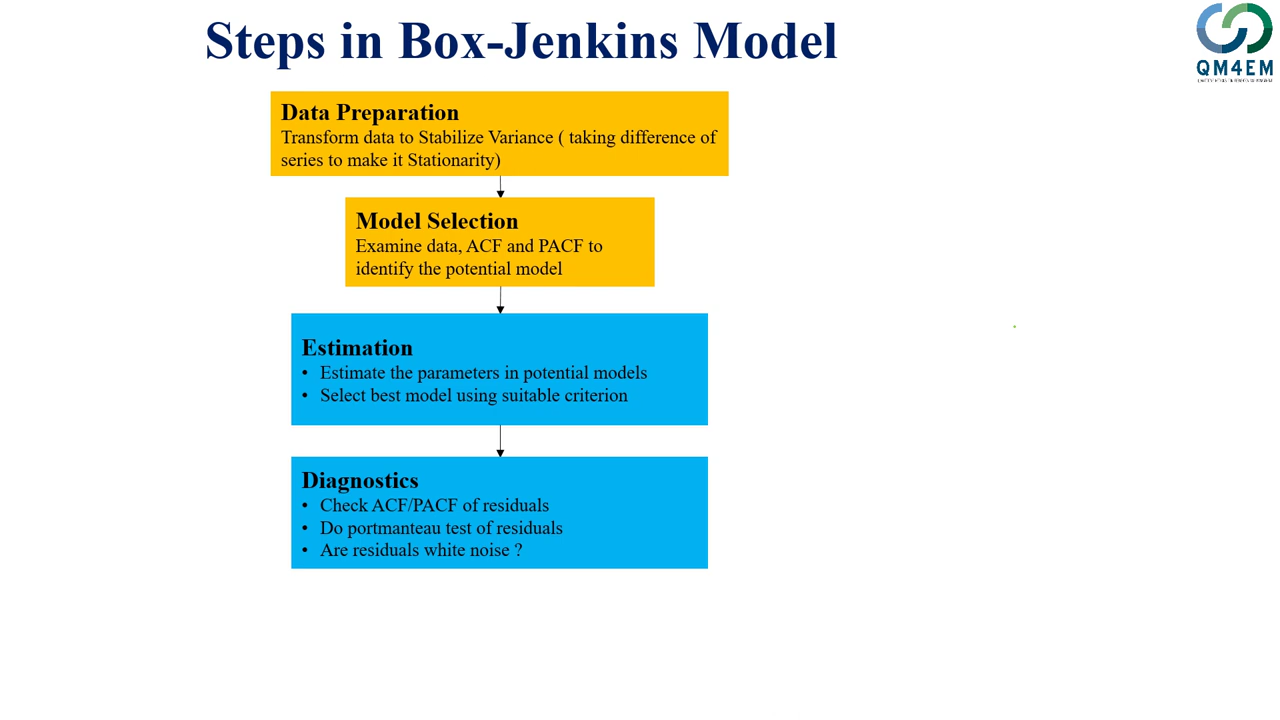 Steps in Box-Jenkins Model
QM4EM
Data Preparation
Transform data to Stabilize Variance ( taking difference of
series to make it Stationarity)
Model Selection
Examine data, ACF and PACF to
identify the potential model
Estimation
• Estimate the parameters in potential models
• Select best model using suitable criterion
Diagnostics
• Check ACF/PACF of residuals
• Do portmanteau test of residuals
• Are residuals white noise ?